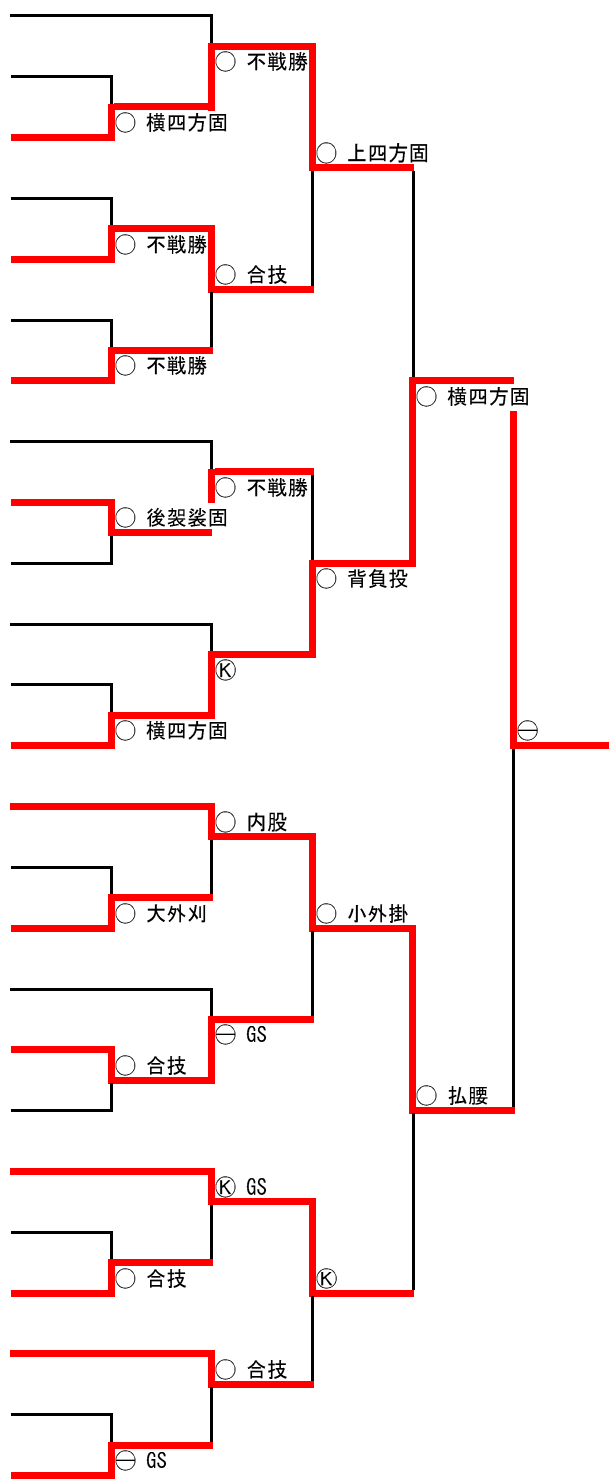 ○ 不戦勝
○ 横四方固
○ 上四方固
○ 不戦勝
○ 合技
○ 不戦勝
○ 横四方固
○ 不戦勝
○ 後袈裟固
○ 背負投
Ⓚ
○ 横四方固
㊀
○ 内股
○ 大外刈
○ 小外掛
㊀ GS
○ 合技
○ 払腰
Ⓚ GS
○ 合技
Ⓚ
○ 合技
㊀ GS